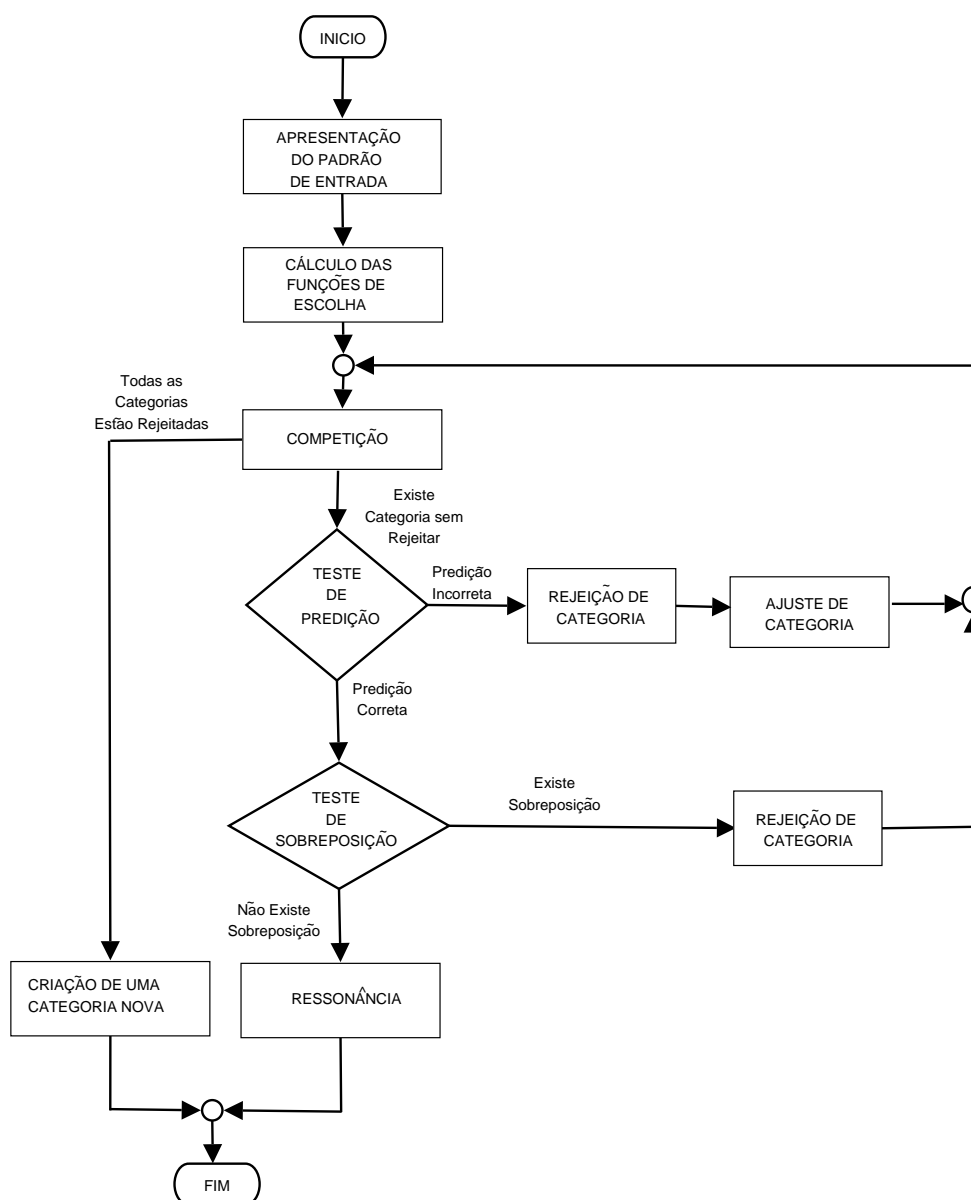 INICIO
APRESENTAÇÃO
DO PADRÃO
DE ENTRADA
CÁLCULO DAS
FUNÇÕES DE
ESCOLHA
Todas as
Categorias
Estão Rejeitadas
COMPETIÇÃO
Existe
Categoria sem
Rejeitar
TESTE
DE
PREDIÇÃO
Predição
Incorreta
REJEIÇÃO DE
CATEGORIA
AJUSTE DE
CATEGORIA
Predição
Correta
TESTE
DE
SOBREPOSIÇÃO
Existe
Sobreposição
REJEIÇÃO DE
CATEGORIA
Não Existe
Sobreposição
CRIAÇÃO DE UMA
CATEGORIA NOVA
RESSONÂNCIA
FIM